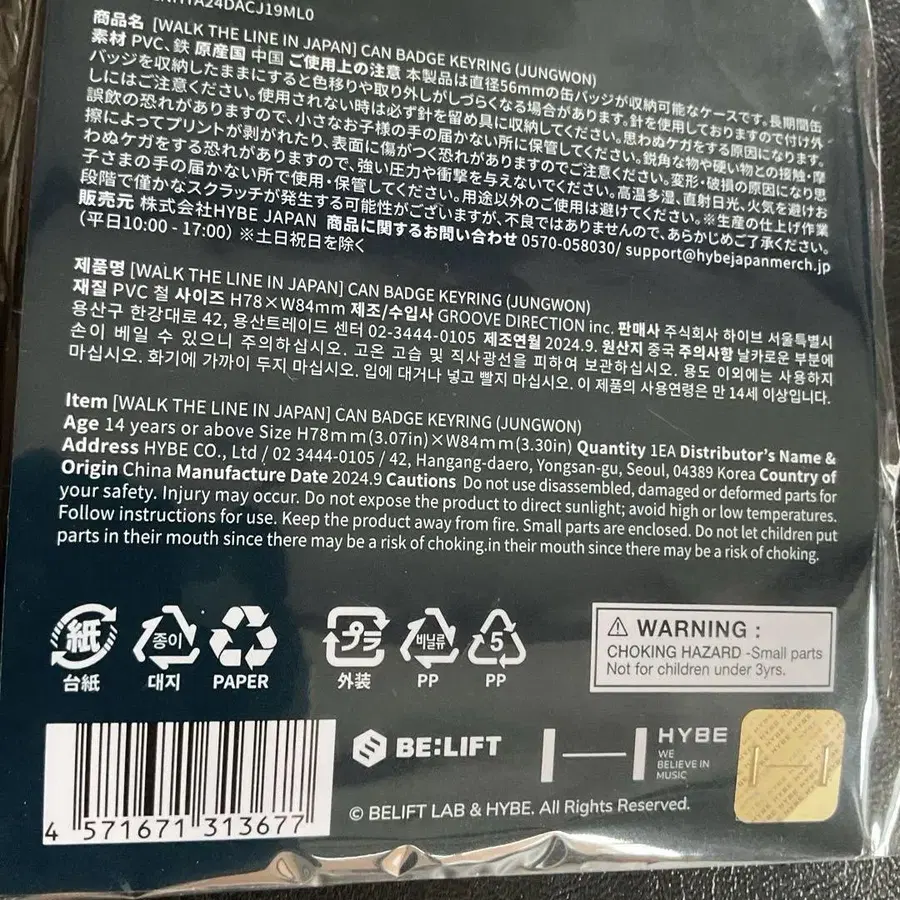 24DACJ19ML0
商品名 [WALK THE LINE IN JAPAN] CAN BADGE KEYRING (JUNGWON)
素材 PVC、鉄 原産国 中国 ご使用上の注意 本製品は直径56mmの缶バッジが収納可能なケースです。長期間缶
バッジを収納したままにすると色移りや取り外しがしづらくなる場合があります。針を使用しておりますので付け外
しにはご注意ください。使用されない時は必ず針を留め具に収納してください。思わぬケガをする原因になります。
誤飲の恐れがありますので、小さなお子様の手の届かない所に保管してください。鋭角な物や硬い物との接触・摩
擦によってプリントが剥がれたり、表面に傷がつく恐れがありますのでご注意ください。変形・破損の原因になり思
わぬケガをする恐れがありますので、強い圧力や衝撃を与えないでください。高温多湿、直射日光、火気を避けお
子さまの手の届かない所で使用・保管してください。用途以外のご使用は避けてください。※生産の仕上げ作業
段階で僅かなスクラッチが発生する可能性がございますが、不良ではありませんので、あらかじめご了承ください。
販売元 株式会社HYBE JAPAN 商品に関するお問い合わせ 0570-058030/ support@hybejapanmerch.jp
(平日10:00 - 17:00) ※土日祝日を除く
제품명 [WALK THE LINE IN JAPAN] CAN BADGE KEYRING (JUNGWON)
재질 PVC 철 사이즈 H78×W84mm 제조/수입사 GROOVE DIRECTION inc. 판매사 주식회사 하이브 서울특별시
용산구 한강대로 42, 용산트레이드 센터 02-3444-0105 제조연월 2024.9. 원산지 중국 주의사항 날카로운 부분에
손이 베일 수 있으니 주의하십시오. 고온 고습 및 직사광선을 피하여 보관하십시오. 용도 이외에는 사용하지
마십시오. 화기에 가까이 두지 마십시오. 입에 대거나 넣고 빨지 마십시오. 이 제품의 사용연령은 만 14세 이상입니다.
Item [WALK THE LINE IN JAPAN] CAN BADGE KEYRING (JUNGWON)
Age 14 years or above Size H78mm(3.07in)×W84mm(3.30in) Quantity 1EA Distributor's Name &
Address HYBE CO., Ltd / 02 3444-0105 / 42, Hangang-daero, Yongsan-gu, Seoul, 04389 Korea Country of
Origin China Manufacture Date 2024.9 Cautions Do not use disassembled, damaged or deformed parts for
your safety. Injury may occur. Do not expose the product to direct sunlight; avoid high or low temperatures.
Follow instructions for use. Keep the product away from fire. Small parts are enclosed. Do not let children put
parts in their mouth since there may be a risk of choking.in their mouth since there may be a risk of choking.
紙 종이 プラ 비닐류 5
台紙 대지 PAPER 外装 PP PP
⚠ WARNING :
CHOKING HAZARD -Small parts
Not for children under 3yrs.
BE:LIFT
HYBE
WE
BELIEVE IN
MUSIC
© BELIFT LAB & HYBE. All Rights Reserved.
4 571671 313677